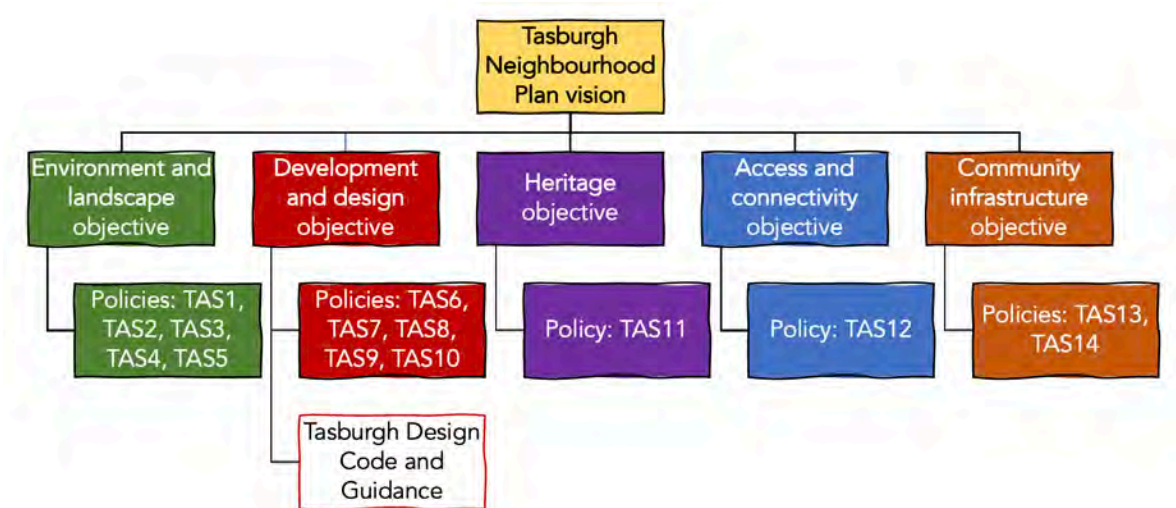 Tasburgh
Neighbourhood
Plan vision
Environment and
landscape
objective
Development
and design
objective
Heritage
objective
Access and
connectivity
objective
Community
infrastructure
objective
Policies: TAS1,
TAS2, TAS3,
TAS4, TAS5
Policies: TAS6,
TAS7, TAS8,
TAS9, TAS10
Policy: TAS11
Policy: TAS12
Policies: TAS13,
TAS14
Tasburgh Design
Code and
Guidance